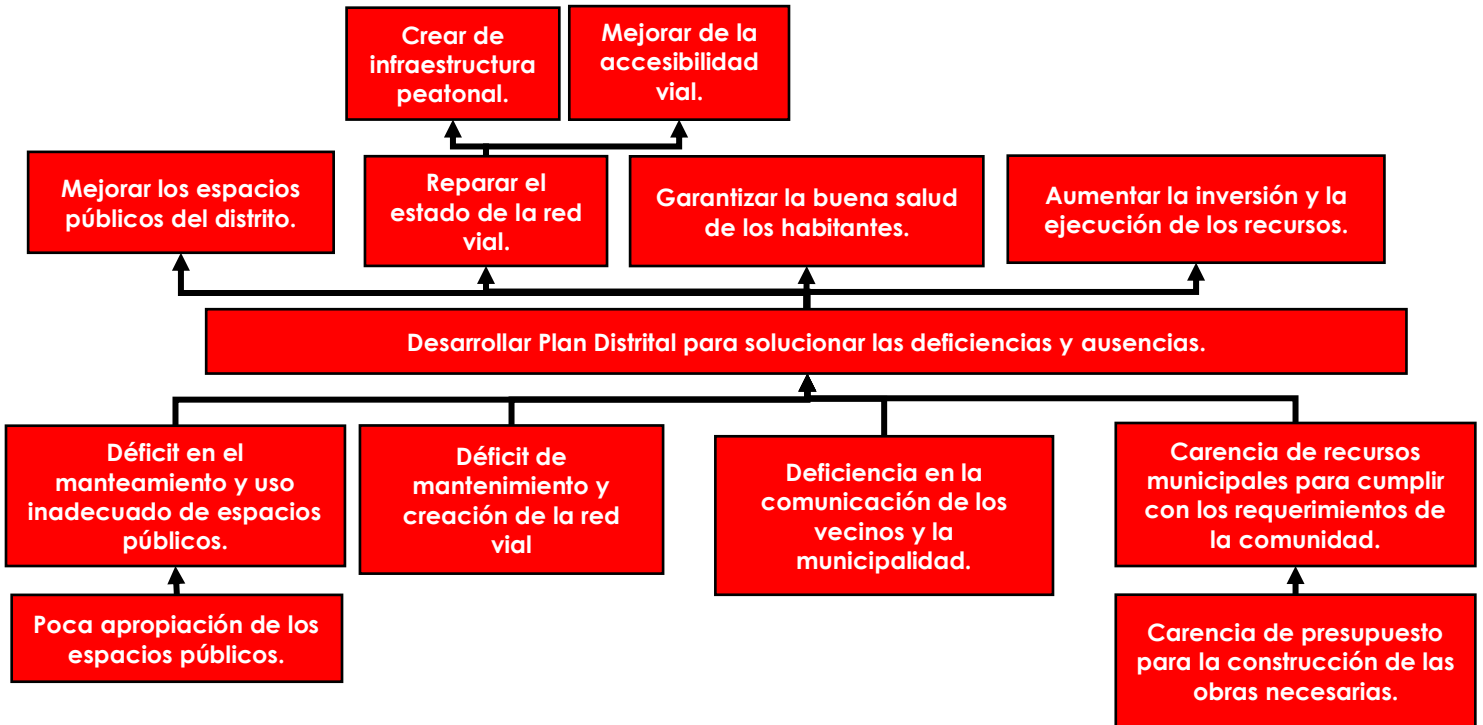 Crear de
infraestructura
peatonal.
Mejorar de la
accesibilidad
vial.
Mejorar los espacios
públicos del distrito.
Reparar el
estado de la red
vial.
Garantizar la buena salud
de los habitantes.
Aumentar la inversión y la
ejecución de los recursos.
Desarrollar Plan Distrital para solucionar las deficiencias y ausencias.
Déficit en el
manteamiento y uso
inadecuado de espacios
públicos.
Déficit de
mantenimiento y
creación de la red
vial
Deficiencia en la
comunicación de los
vecinos y la
municipalidad.
Carencia de recursos
municipales para cumplir
con los requerimientos de
la comunidad.
Poca apropiación de los
espacios públicos.
Carencia de presupuesto
para la construcción de las
obras necesarias.